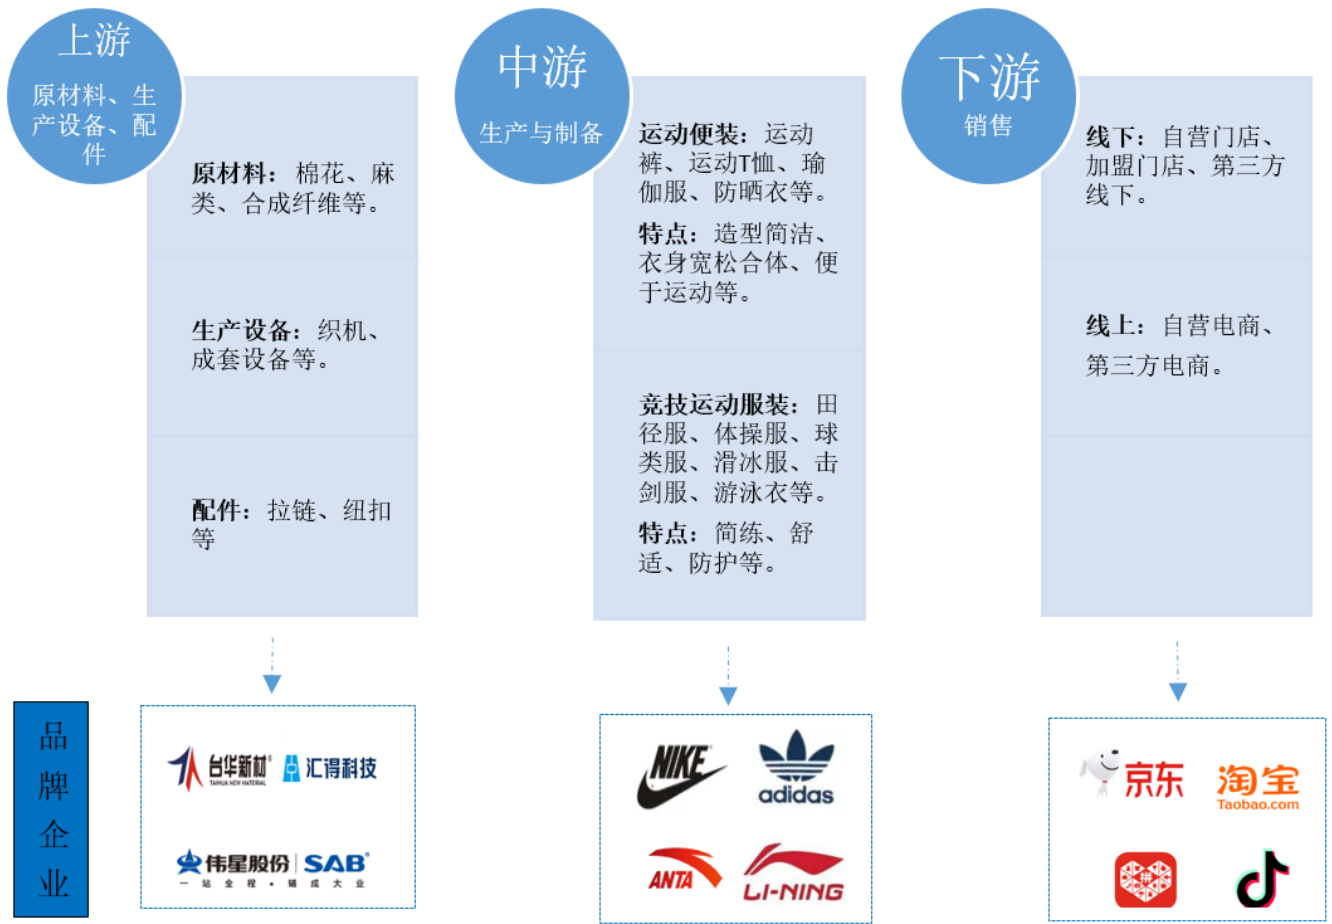 上游
原材料、生
产设备、配
件
原材料：棉花、麻
类、合成纤维等。
生产设备：织机、
成套设备等。
配件：拉链、纽扣
等
中游
生产与制备
运动便装：运动
裤、运动T恤、瑜
伽服、防晒衣等。
特点：造型简洁、
衣身宽松合体、便
于运动等。
竞技运动服装：田
径服、体操服、球
类服、滑冰服、击
剑服、游泳衣等。
特点：简练、舒
适、防护等。
下游
销售
线下：自营门店、
加盟门店、第三方
线下。
线上：自营电商、
第三方电商。
品
牌
企
业
台华新材®
TAIHUA NEW MATERIAL
汇得科技
伟星股份 SAB®
一站全程·辅成大业
NIKE
adidas
ANTA
LI-NING
京东
淘宝
Taobao.com
拼